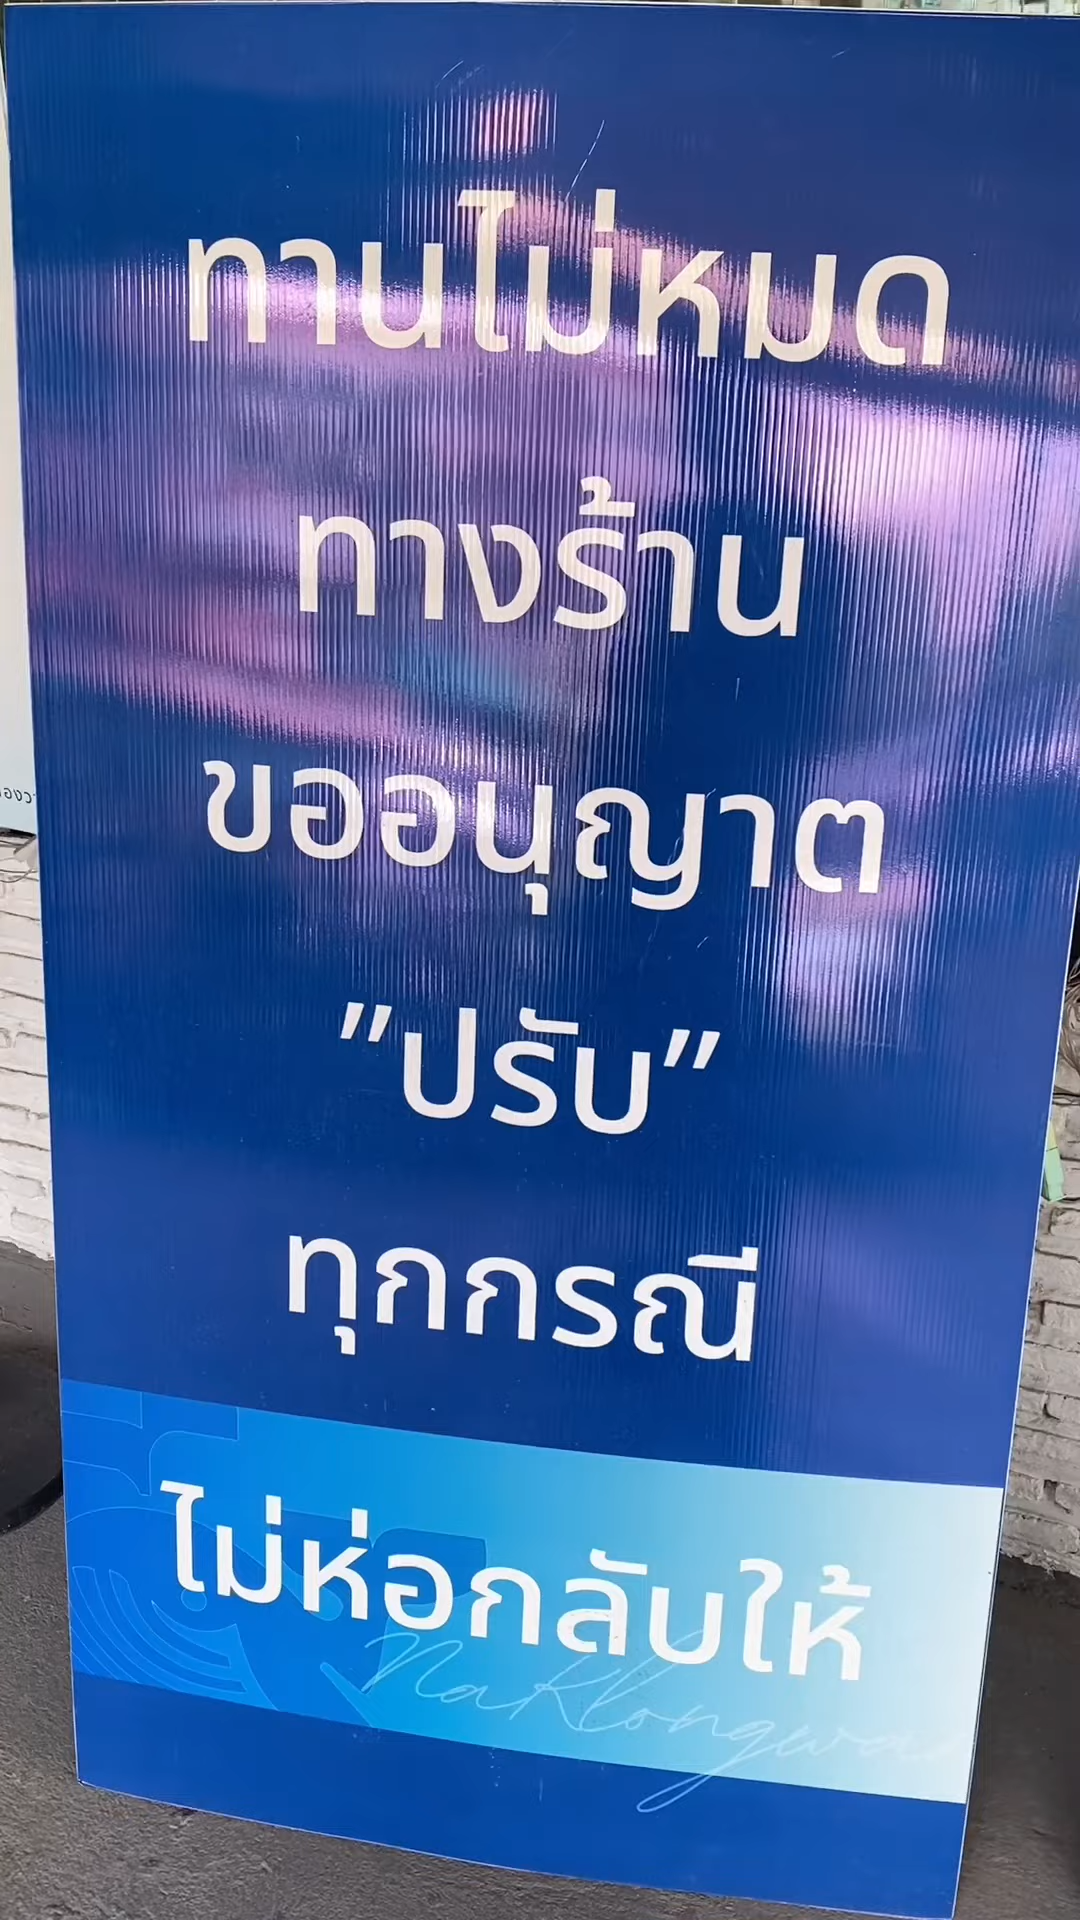 ทานไม่หมด
ทางร้าน
ขออนุญาต
"ปรับ"
ทุกกรณี
ไม่ห่อกลับให้